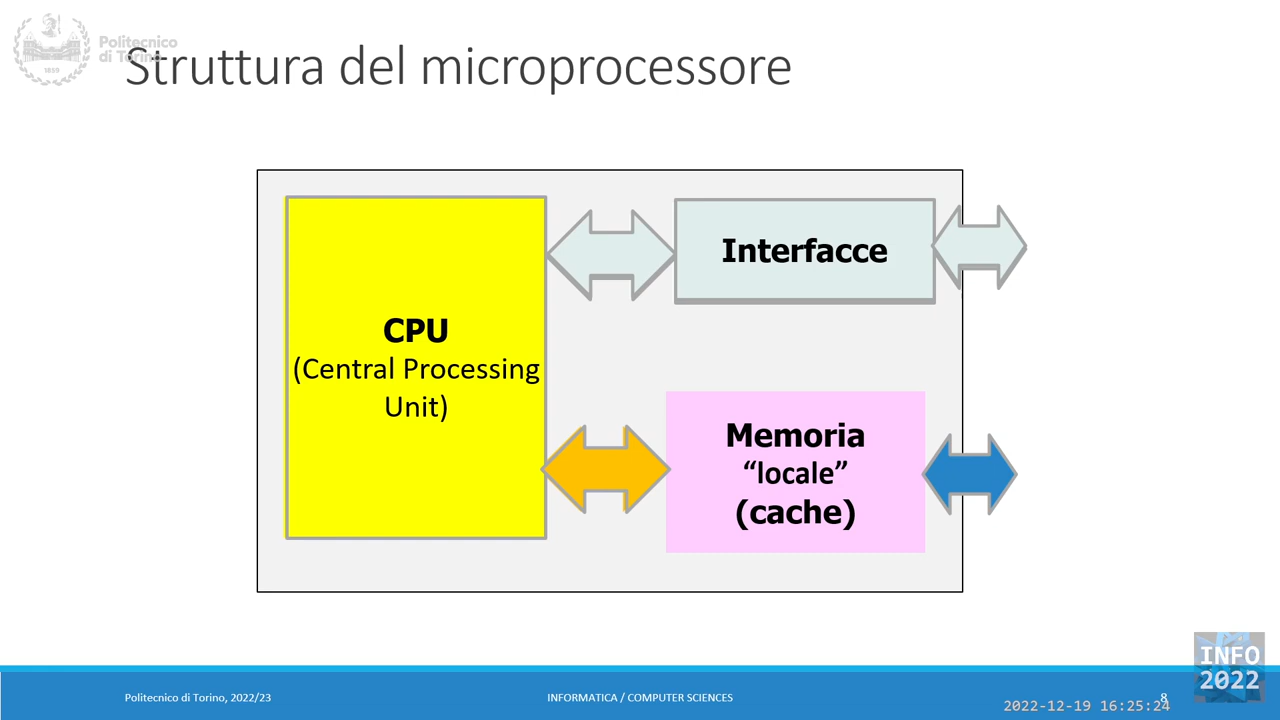 Politecnico
di Torino
1859
Struttura del microprocessore
CPU
(Central Processing
Unit)
Interfacce
Memoria
“locale”
(cache)
INFO
2022
Politecnico di Torino, 2022/23
INFORMATICA / COMPUTER SCIENCES
8
2022-12-19 16:25:24